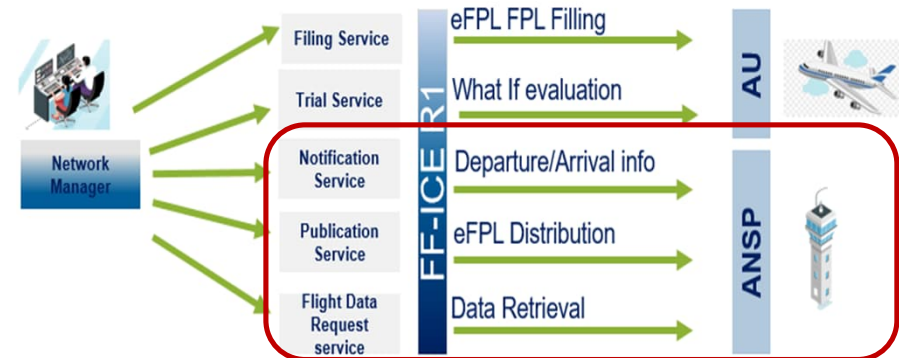 Network
Manager
Filing Service
Trial Service
Notification
Service
Publication
Service
Flight Data
Request
service
FF-ICE R1
eFPL FPL Filling
What If evaluation
Departure/Arrival info
eFPL Distribution
Data Retrieval
AU
ANSP